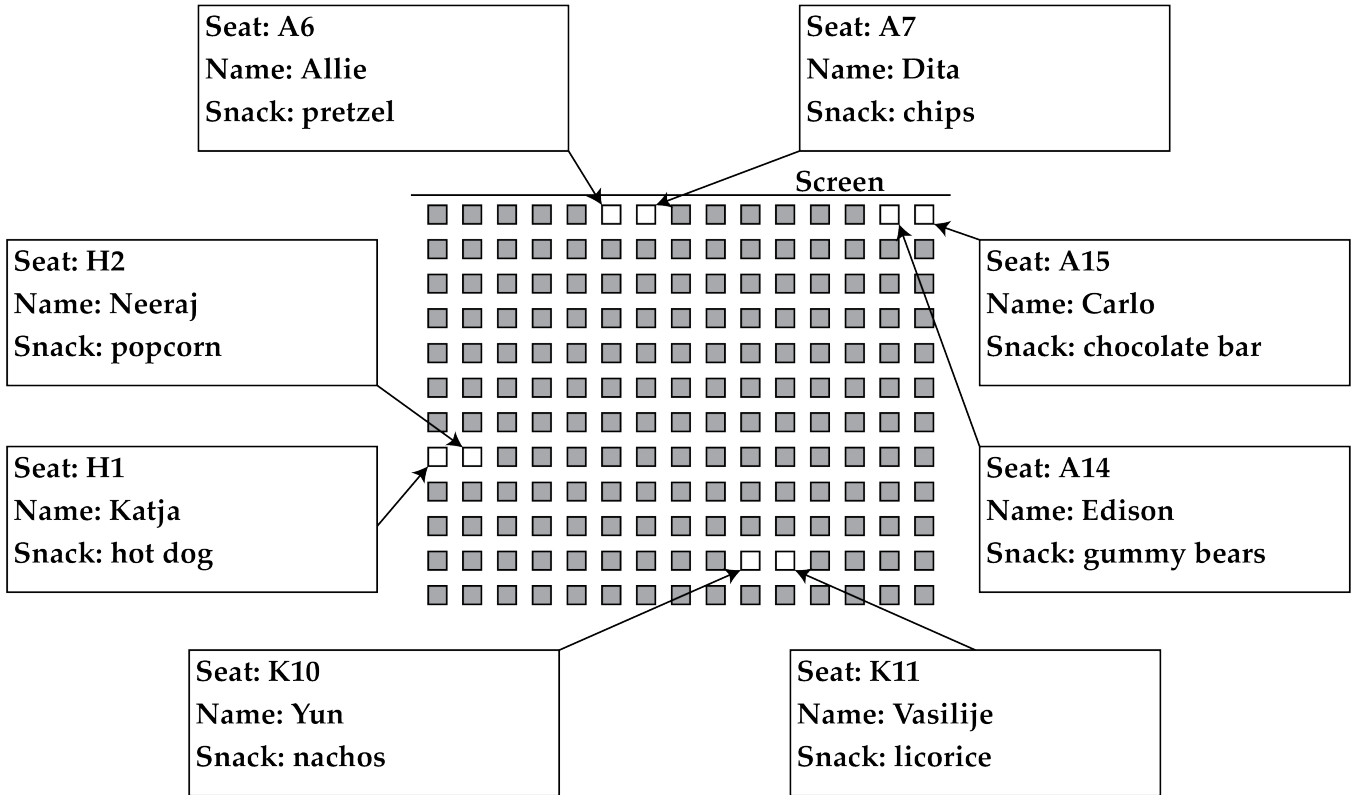 Seat: A6
Name: Allie
Snack: pretzel
Seat: A7
Name: Dita
Snack: chips
Screen
Seat: H2
Name: Neeraj
Snack: popcorn
Seat: A15
Name: Carlo
Snack: chocolate bar
Seat: H1
Name: Katja
Snack: hot dog
Seat: A14
Name: Edison
Snack: gummy bears
Seat: K10
Name: Yun
Snack: nachos
Seat: K11
Name: Vasilije
Snack: licorice